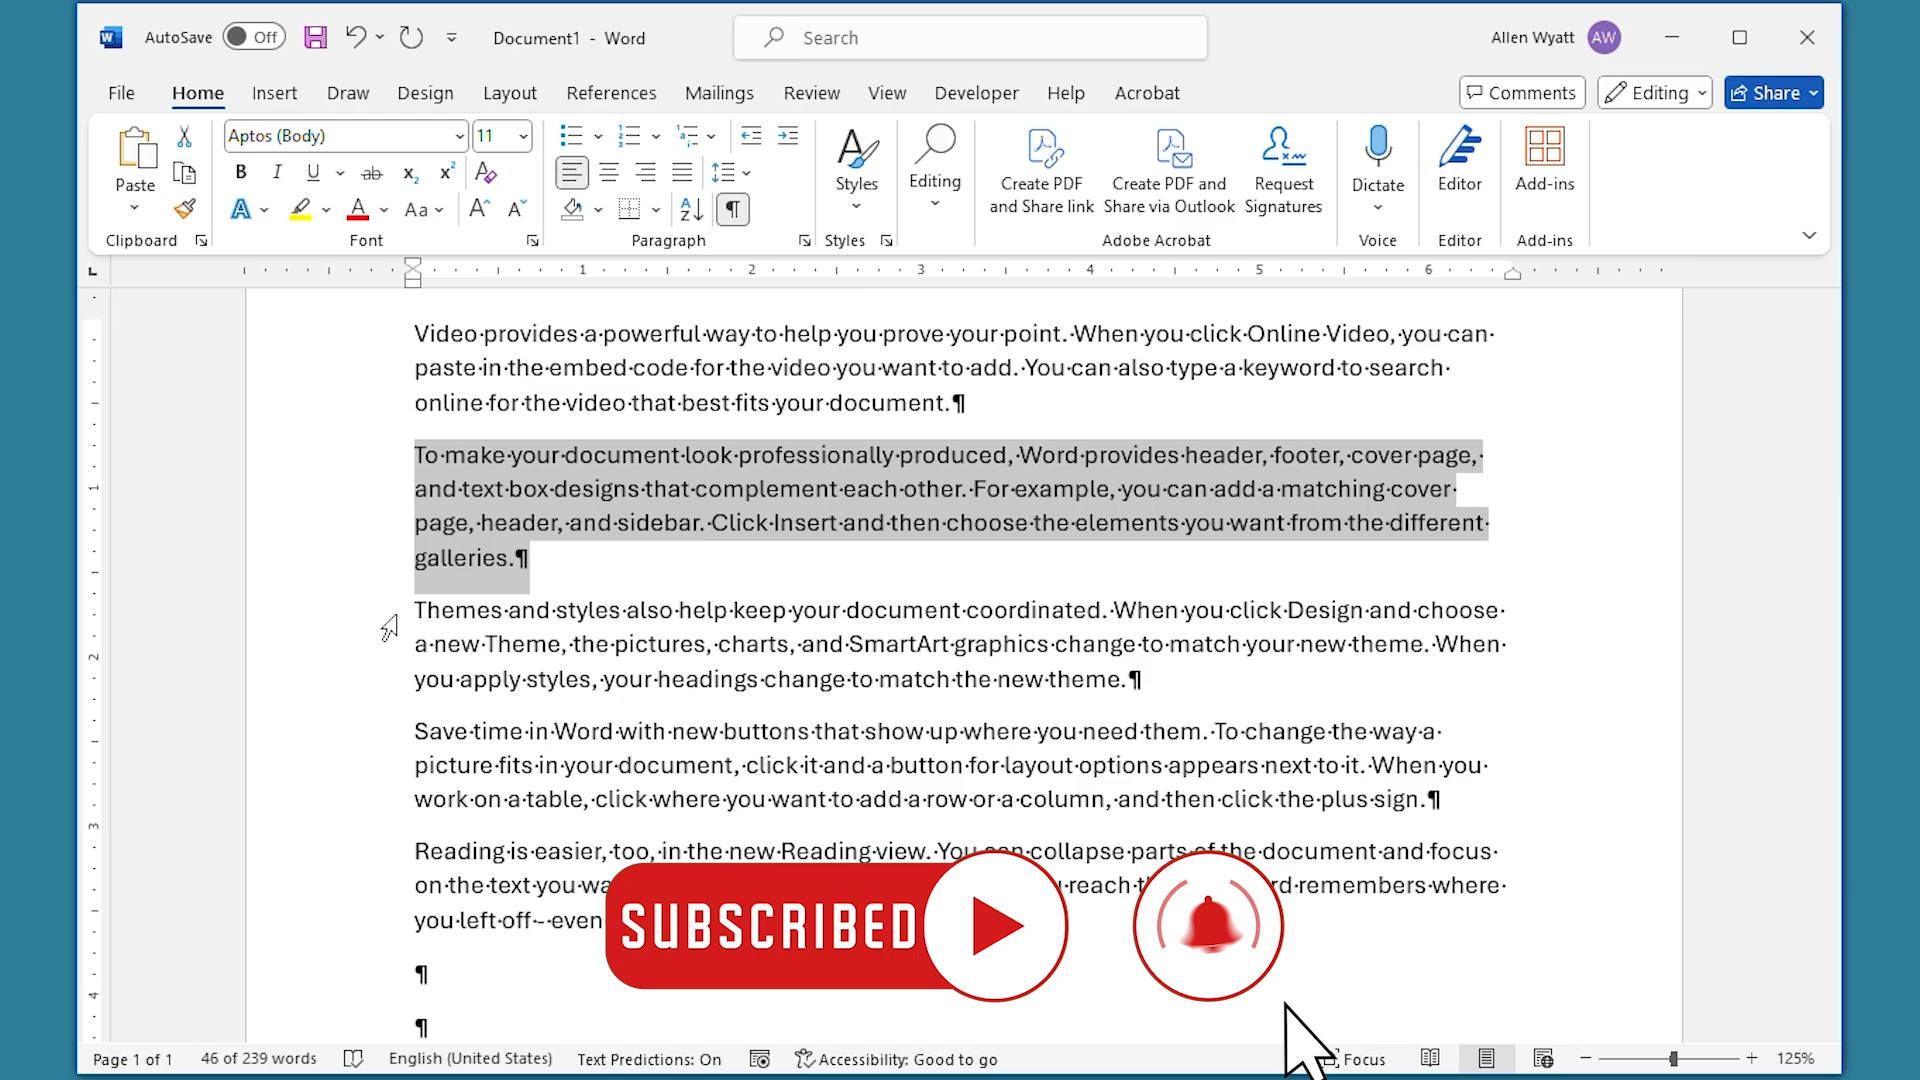 AutoSave Off Document1 - Word Search Allen Wyatt AW
File Home Insert Draw Design Layout References Mailings Review View Developer Help Acrobat Comments Editing Share
Aptos (Body) 11
Paste Styles Editing Create PDF and Share link Create PDF and Share via Outlook Request Signatures Dictate Editor Add-ins
Clipboard Font Paragraph Styles Adobe Acrobat Voice Editor Add-ins
1 2 3 4 5 6
Video provides a powerful way to help you prove your point. When you click Online Video, you can
paste in the embed code for the video you want to add. You can also type a keyword to search
online for the video that best fits your document.¶
To make your document look professionally produced, Word provides header, footer, cover page,
and text box designs that complement each other. For example, you can add a matching cover
page, header, and sidebar. Click Insert and then choose the elements you want from the different
galleries.¶
Themes and styles also help keep your document coordinated. When you click Design and choose
a new Theme, the pictures, charts, and SmartArt graphics change to match your new theme. When
you apply styles, your headings change to match the new theme.¶
Save time in Word with new buttons that show up where you need them. To change the way a
picture fits in your document, click it and a button for layout options appears next to it. When you
work on a table, click where you want to add a row or a column, and then click the plus sign.¶
Reading is easier, too, in the new Reading view. You can collapse parts of the document and focus
on the text you reach remembers where
you left off -- even
¶
¶
SUBSCRIBED
1
2
3
4
Page 1 of 1 46 of 239 words English (United States) Text Predictions: On Accessibility: Good to go Focus 125%